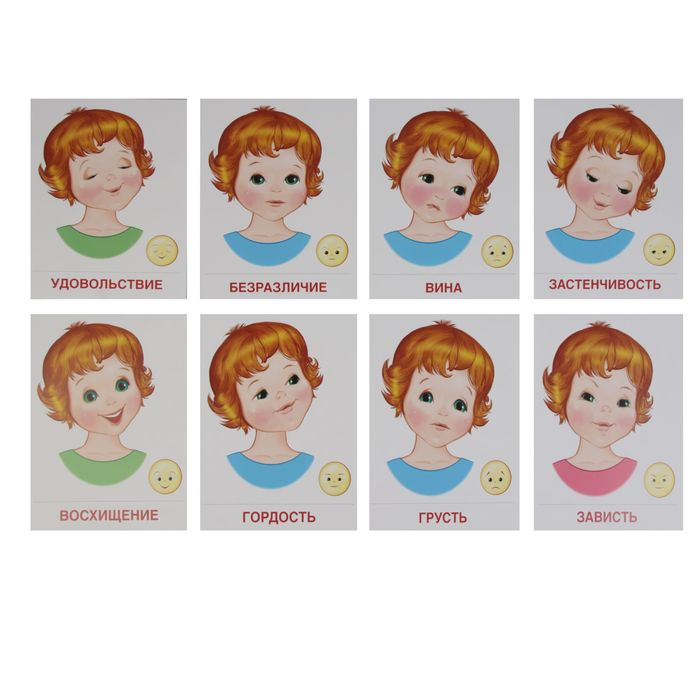 УДОВОЛЬСТВИЕ
БЕЗРАЗЛИЧИЕ
ВИНА
ЗАСТЕНЧИВОСТЬ
ВОСХИЩЕНИЕ
ГОРДОСТЬ
ГРУСТЬ
ЗАВИСТЬ